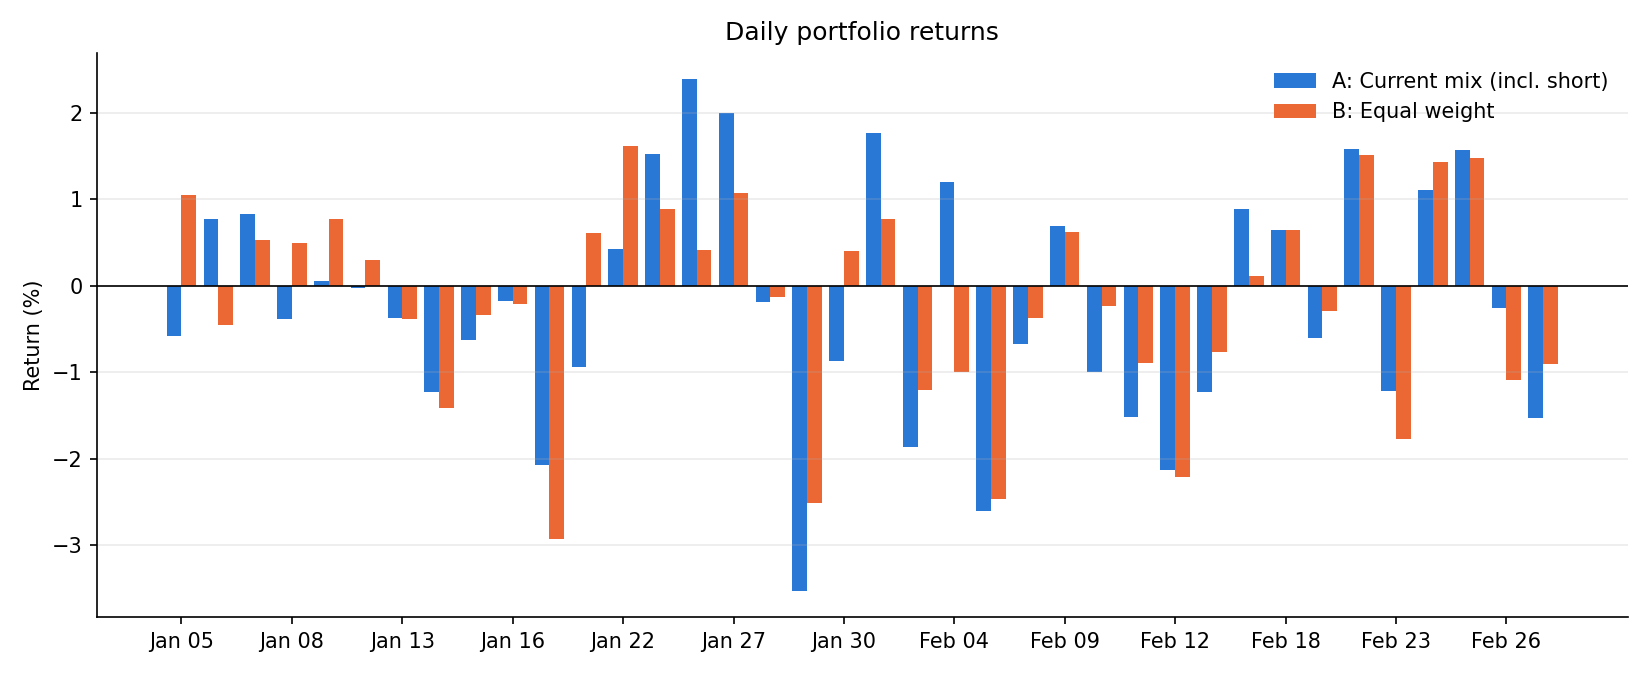 Daily portfolio returns
A: Current mix (incl. short)
B: Equal weight
Return (%)
2
1
0
−1
−2
−3
Jan 05 Jan 08 Jan 13 Jan 16 Jan 22 Jan 27 Jan 30 Feb 04 Feb 09 Feb 12 Feb 18 Feb 23 Feb 26